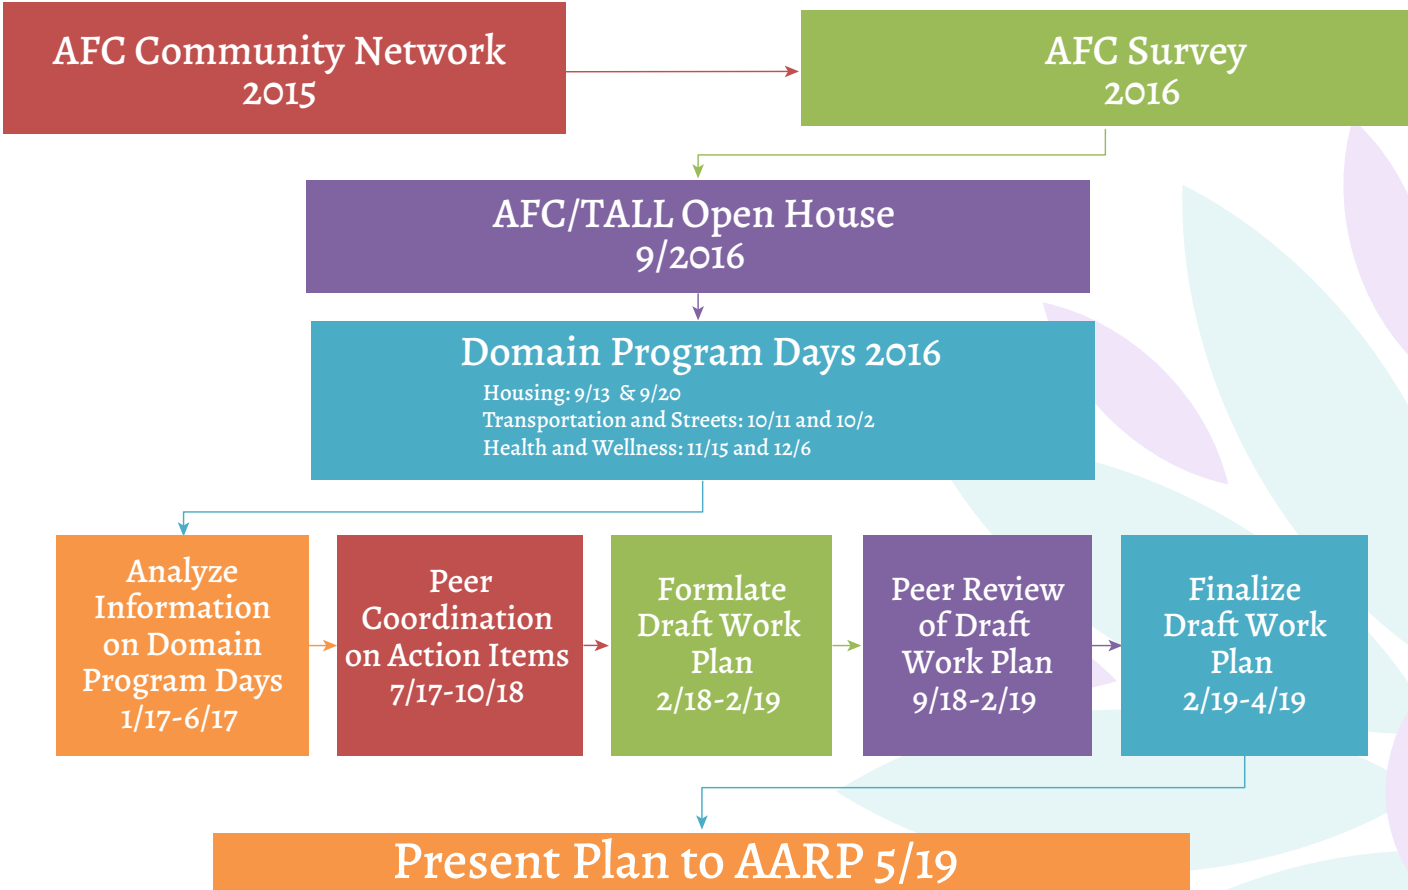 AFC Community Network
2015
AFC Survey
2016
AFC/TALL Open House
9/2016
Domain Program Days 2016
Housing: 9/13 & 9/20
Transportation and Streets: 10/11 and 10/2
Health and Wellness: 11/15 and 12/6
Analyze
Information
on Domain
Program Days
1/17-6/17
Peer
Coordination
on Action Items
7/17-10/18
Formlate
Draft Work
Plan
2/18-2/19
Peer Review
of Draft
Work Plan
9/18-2/19
Finalize
Draft Work
Plan
2/19-4/19
Present Plan to AARP 5/19